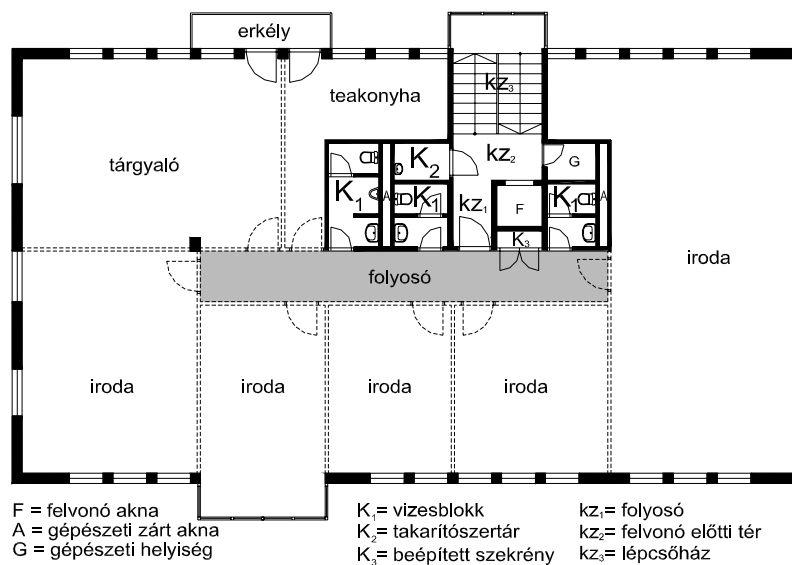 erkély
teakonyha
kz₃
tárgyaló
K₂
kz₂
G
K₁
A
K₁
kz₁
F
K₁
A
K₃
iroda
folyosó
iroda
iroda
iroda
iroda
F = felvonó akna
A = gépészeti zárt akna
G = gépészeti helyiség
K₁= vizesblokk
K₂= takarítószertár
K₃= beépített szekrény
kz₁= folyosó
kz₂= felvonó előtti tér
kz₃= lépcsőház